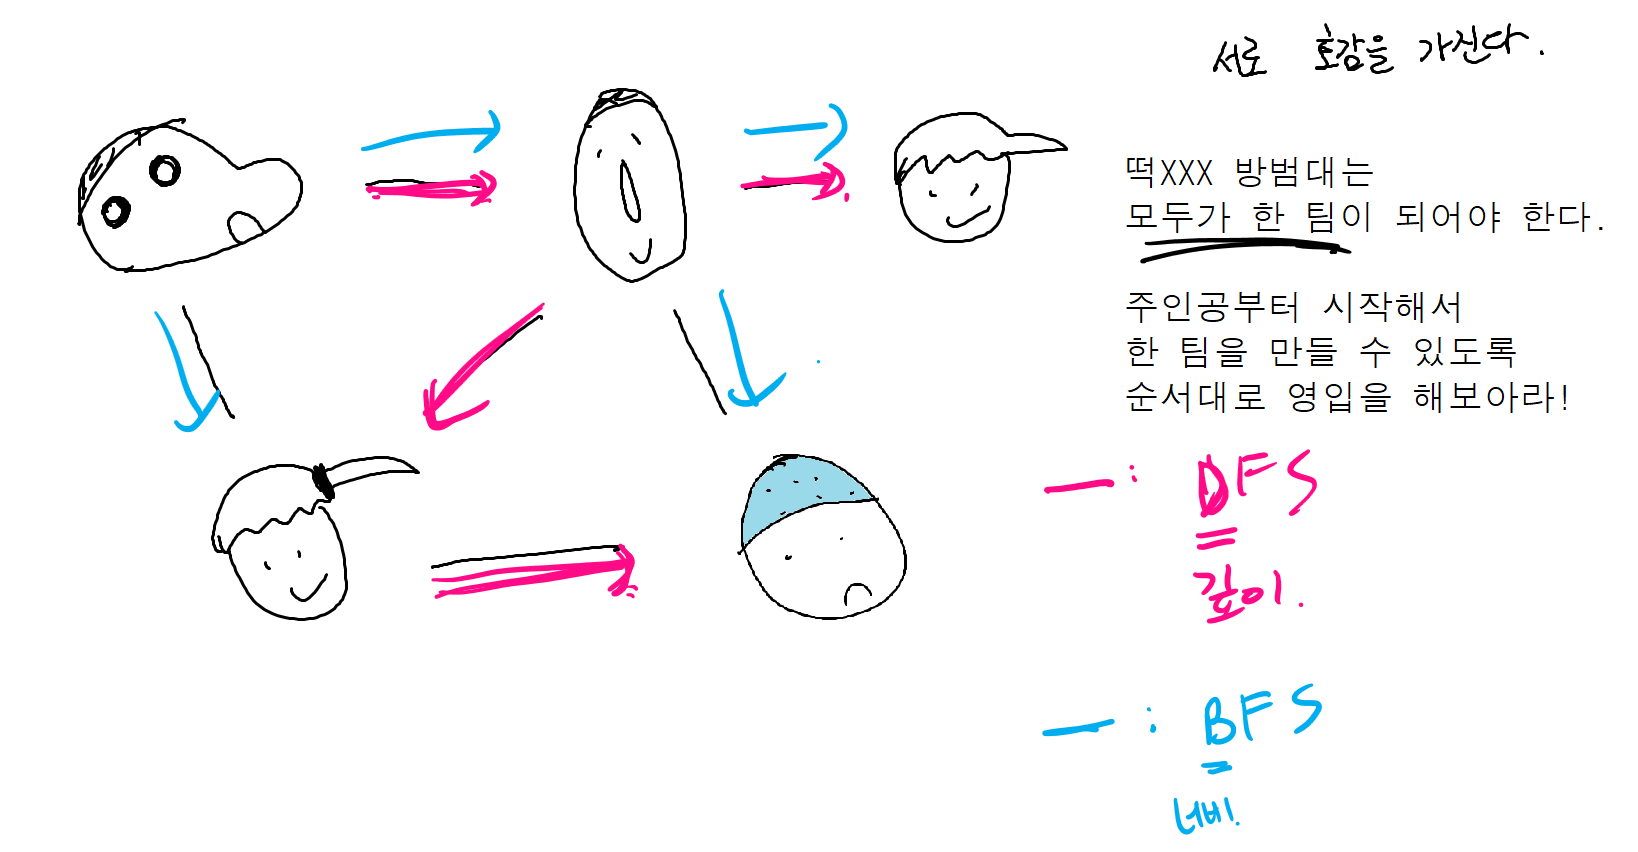 서로 호감을 가진다.
떡XXX 방범대는
모두가 한 팀이 되어야 한다.
주인공부터 시작해서
한 팀을 만들 수 있도록
순서대로 영입을 해보아라!
— : DFS
깊이.
— : BFS
너비.